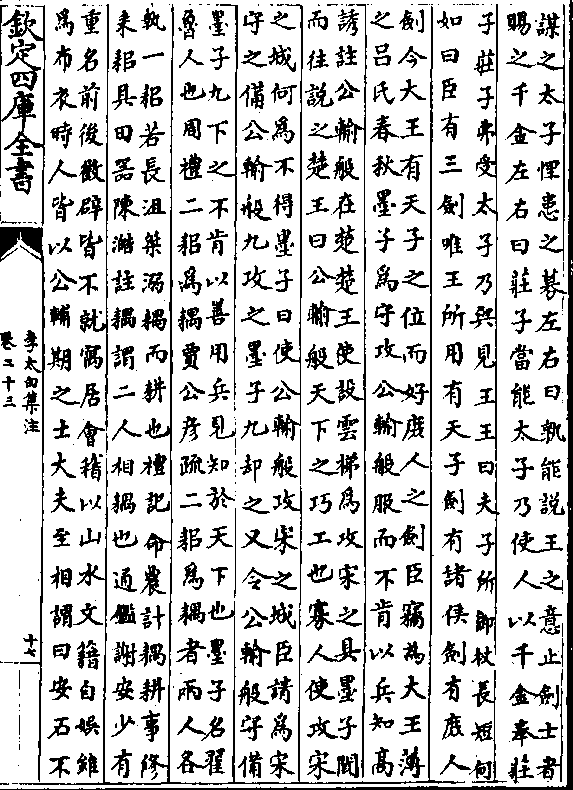 謀之太子悝患之募左右曰孰能説王之意止劍士者
賜之千金左右曰莊子當能太子乃使人以千金奉莊
子莊子弗受太子乃與見王王曰夫子所御杖長短何
如曰臣有三劍唯王所用有天子劍有諸侯劍有庶人
劍今大王有天子之位而好庶人之劍臣竊為大王薄
之吕氏春秋墨子為守攻公輸般服而不肯以兵知高
誘註公輸般在楚楚王使設雲梯為攻宋之具墨子聞
而往説之楚王曰公輸般天下之巧工也寡人使攻宋
之城何為不得墨子曰使公輸般攻宋之城臣請為宋
守之備公輸般九攻之墨子九却之又令公輸般守備
墨子九下之不肯以善用兵見知於天下也墨子名翟
魯人也周禮二耜為耦賈公彥疏二耜為耦者兩人各
執一耜若長沮桀溺耦而耕也禮記命農計耦耕事修
耒耜具田器陳澔註耦謂二人相耦也通鑑謝安少有
重名前後徵辟皆不就寓居會稽以山水文籍自娛雖
為布衣時人皆以公輔期之士大夫至相謂曰安石不
欽定四庫全書
李太白集注
卷二十三
十七